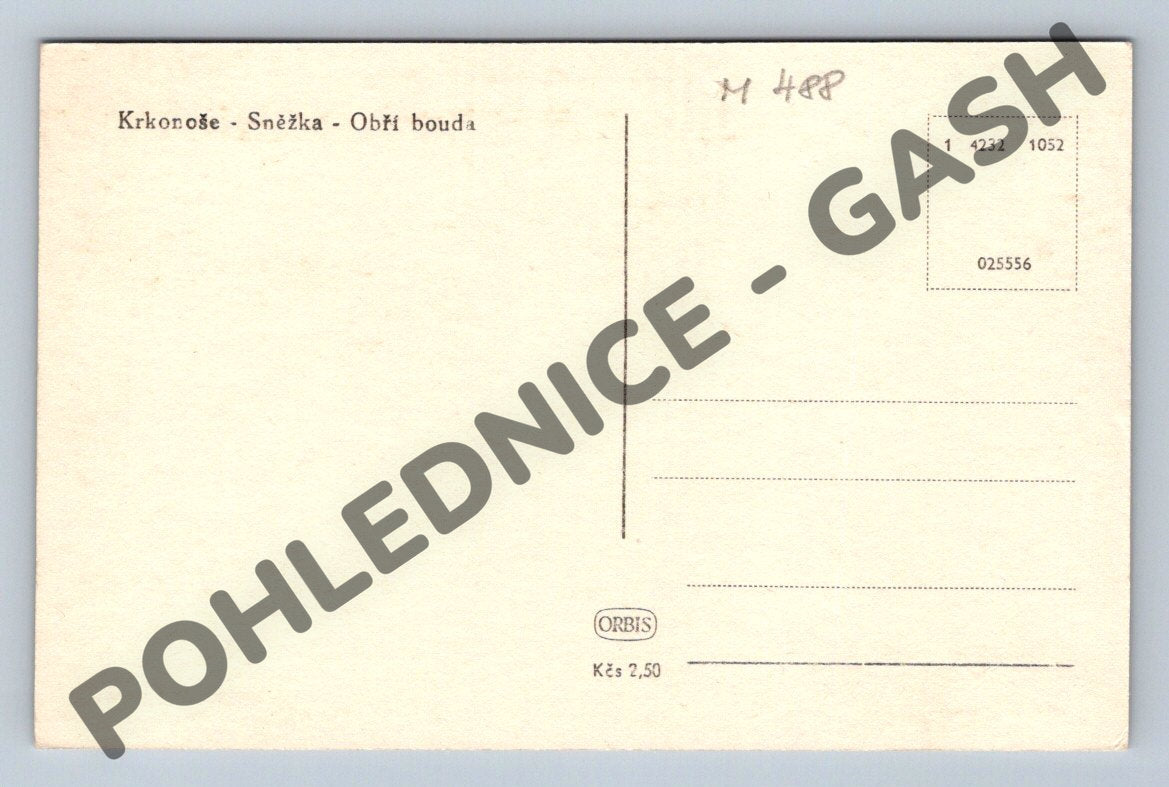 Krkonoše - Sněžka - Obří bouda
M 488
1 4232 1052
025556
ORBIS
Kčs 2,50
POHLEDNICE - GASH